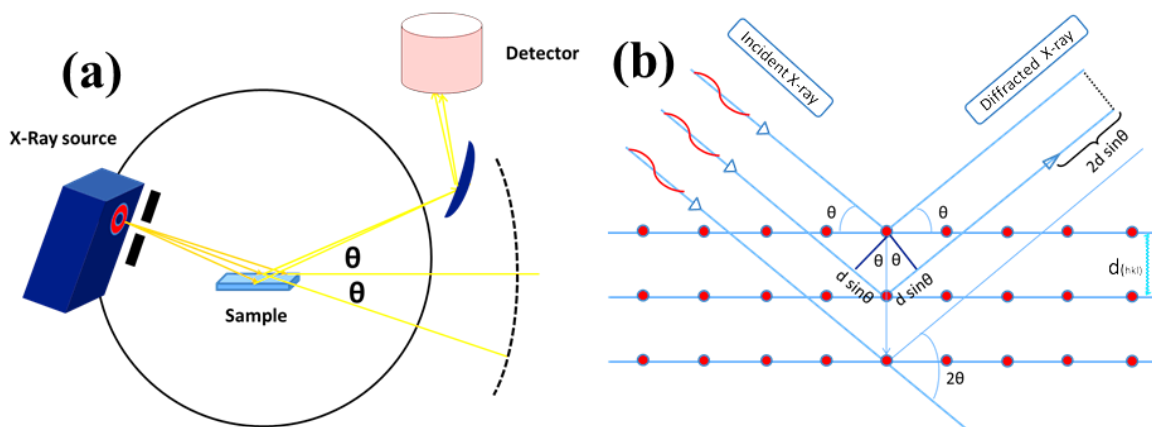 (a)
Detector
X-Ray source
θ
θ
Sample
(b)
Incident X-ray
Diffracted X-ray
2d sinθ
θ
θ
θ θ
d sinθ
d sinθ
d(hkl)
2θ